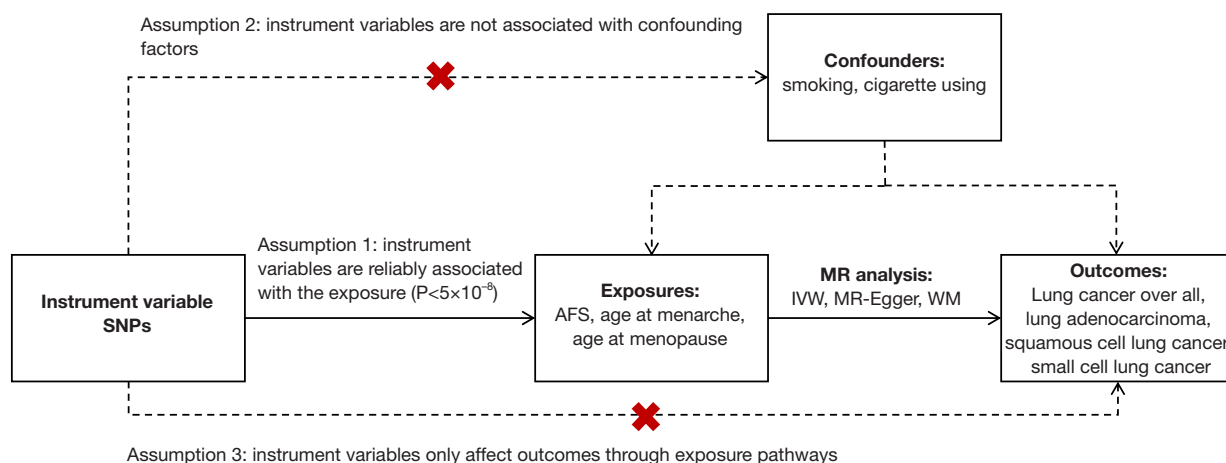 Assumption 2: instrument variables are not associated with confounding
factors
Confounders:
smoking, cigarette using
Assumption 1: instrument
variables are reliably associated
with the exposure (P<5×10⁻⁸)
Instrument variable
SNPs
Exposures:
AFS, age at menarche,
age at menopause
MR analysis:
IVW, MR-Egger, WM
Outcomes:
Lung cancer over all,
lung adenocarcinoma,
squamous cell lung cancer
small cell lung cancer
Assumption 3: instrument variables only affect outcomes through exposure pathways